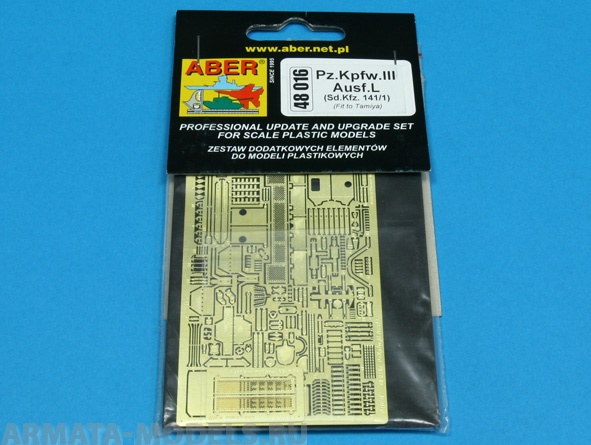 www.aber.net.pl
ABER
SINCE 1995
48 016
Pz.Kpfw.III
Ausf.L
(Sd.Kfz. 141/1)
(Fit to Tamiya)
PROFESSIONAL UPDATE AND UPGRADE SET
FOR SCALE PLASTIC MODELS
ZESTAW DODATKOWYCH ELEMENTÓW
DO MODELI PLASTIKOWYCH
ARMATA-MODELS.RU